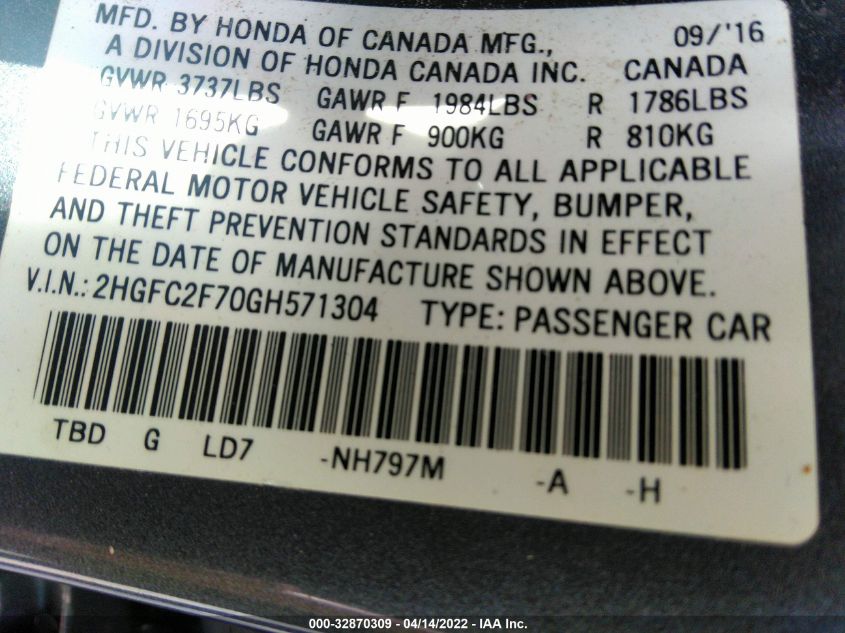 MFD. BY HONDA OF CANADA MFG., 09/'16
A DIVISION OF HONDA CANADA INC. CANADA
GVWR 3737LBS GAWR F 1984LBS R 1786LBS
GVWR 1695KG GAWR F 900KG R 810KG
THIS VEHICLE CONFORMS TO ALL APPLICABLE
FEDERAL MOTOR VEHICLE SAFETY, BUMPER,
AND THEFT PREVENTION STANDARDS IN EFFECT
ON THE DATE OF MANUFACTURE SHOWN ABOVE.
V.I.N.: 2HGFC2F70GH571304 TYPE: PASSENGER CAR
TBD G LD7 -NH797M -A -H
000-32870309 - 04/14/2022 - IAA Inc.